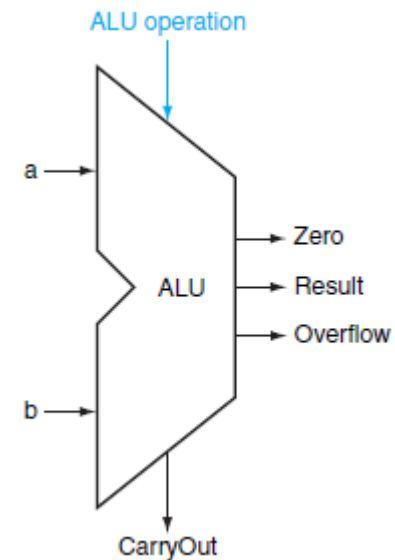 ALU operation
a
Zero
ALU
Result
Overflow
b
CarryOut